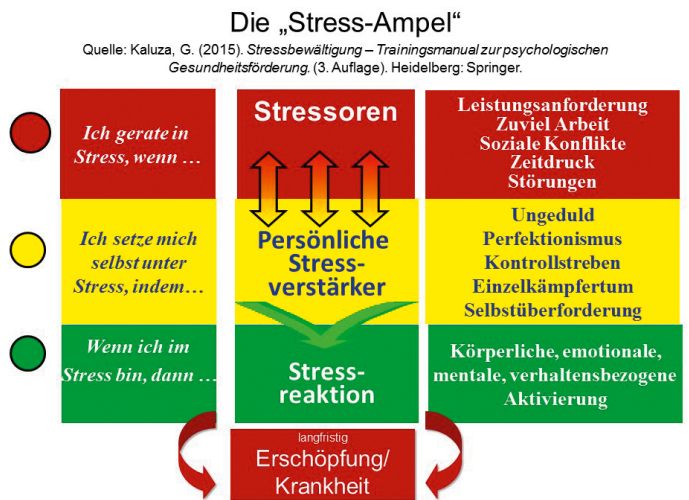 Die „Stress-Ampel“
Quelle: Kaluza, G. (2015). Stressbewältigung – Trainingsmanual zur psychologischen
Gesundheitsförderung. (3. Auflage). Heidelberg: Springer.
Ich gerate in
Stress, wenn …
Stressoren
Leistungsanforderung
Zuviel Arbeit
Soziale Konflikte
Zeitdruck
Störungen
Ich setze mich
selbst unter
Stress, indem…
Persönliche
Stress-
verstärker
Ungeduld
Perfektionismus
Kontrollstreben
Einzelkämpfertum
Selbstüberforderung
Wenn ich im
Stress bin, dann …
Stress-
reaktion
Körperliche, emotionale,
mentale, verhaltensbezogene
Aktivierung
langfristig
Erschöpfung/
Krankheit